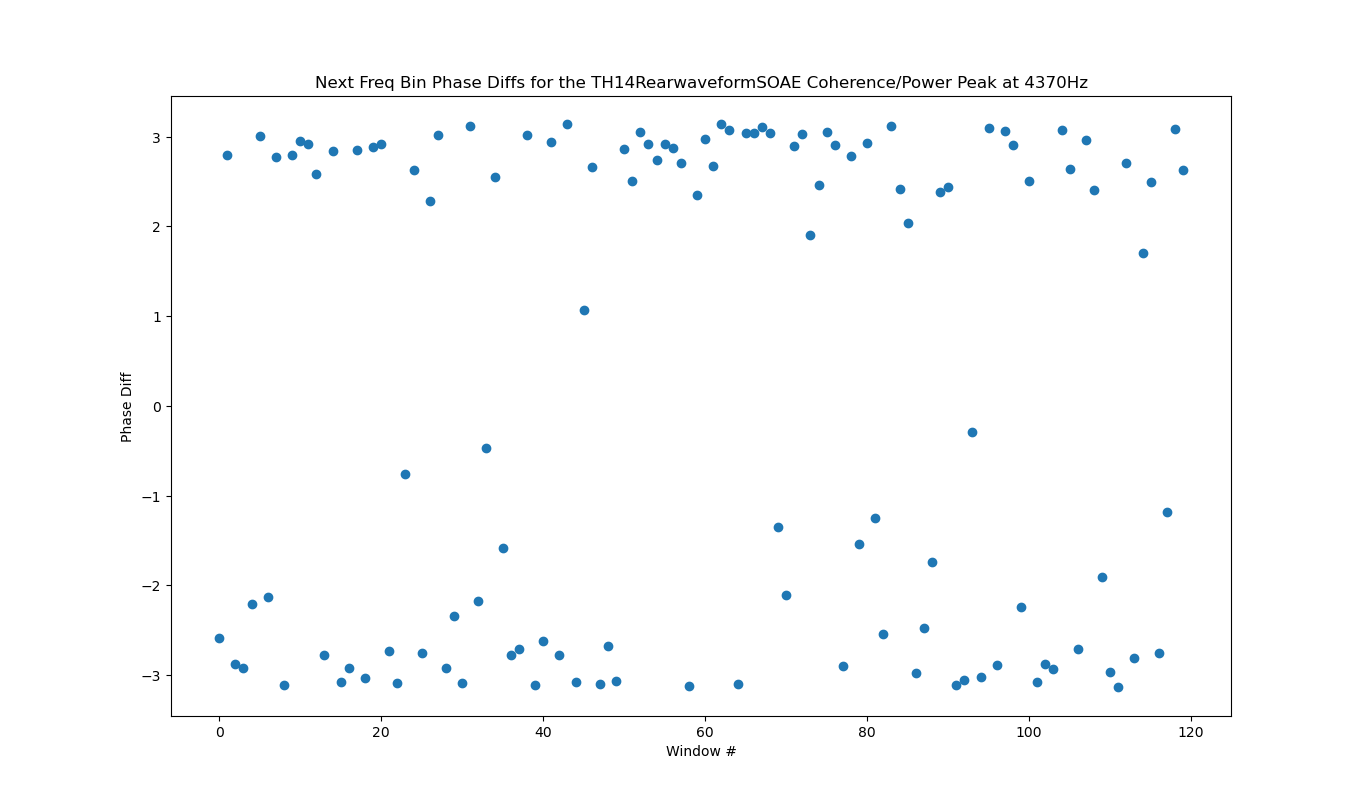 Next Freq Bin Phase Diffs for the TH14RearwaveformSOAE Coherence/Power Peak at 4370Hz
3
2
1
0
−1
−2
−3
Phase Diff
0 20 40 60 80 100 120
Window #